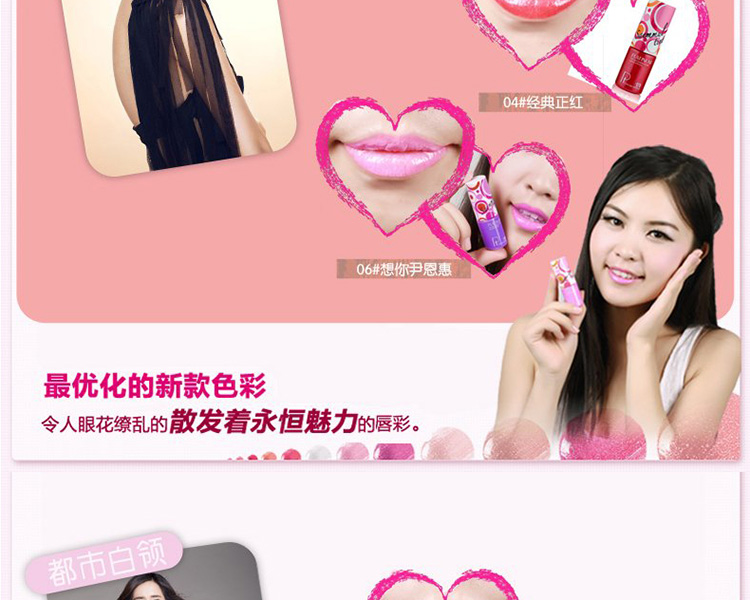 04#经典正红
06#想你尹恩惠
最优化的新款色彩
令人眼花缭乱的散发着永恒魅力的唇彩。
都市白领